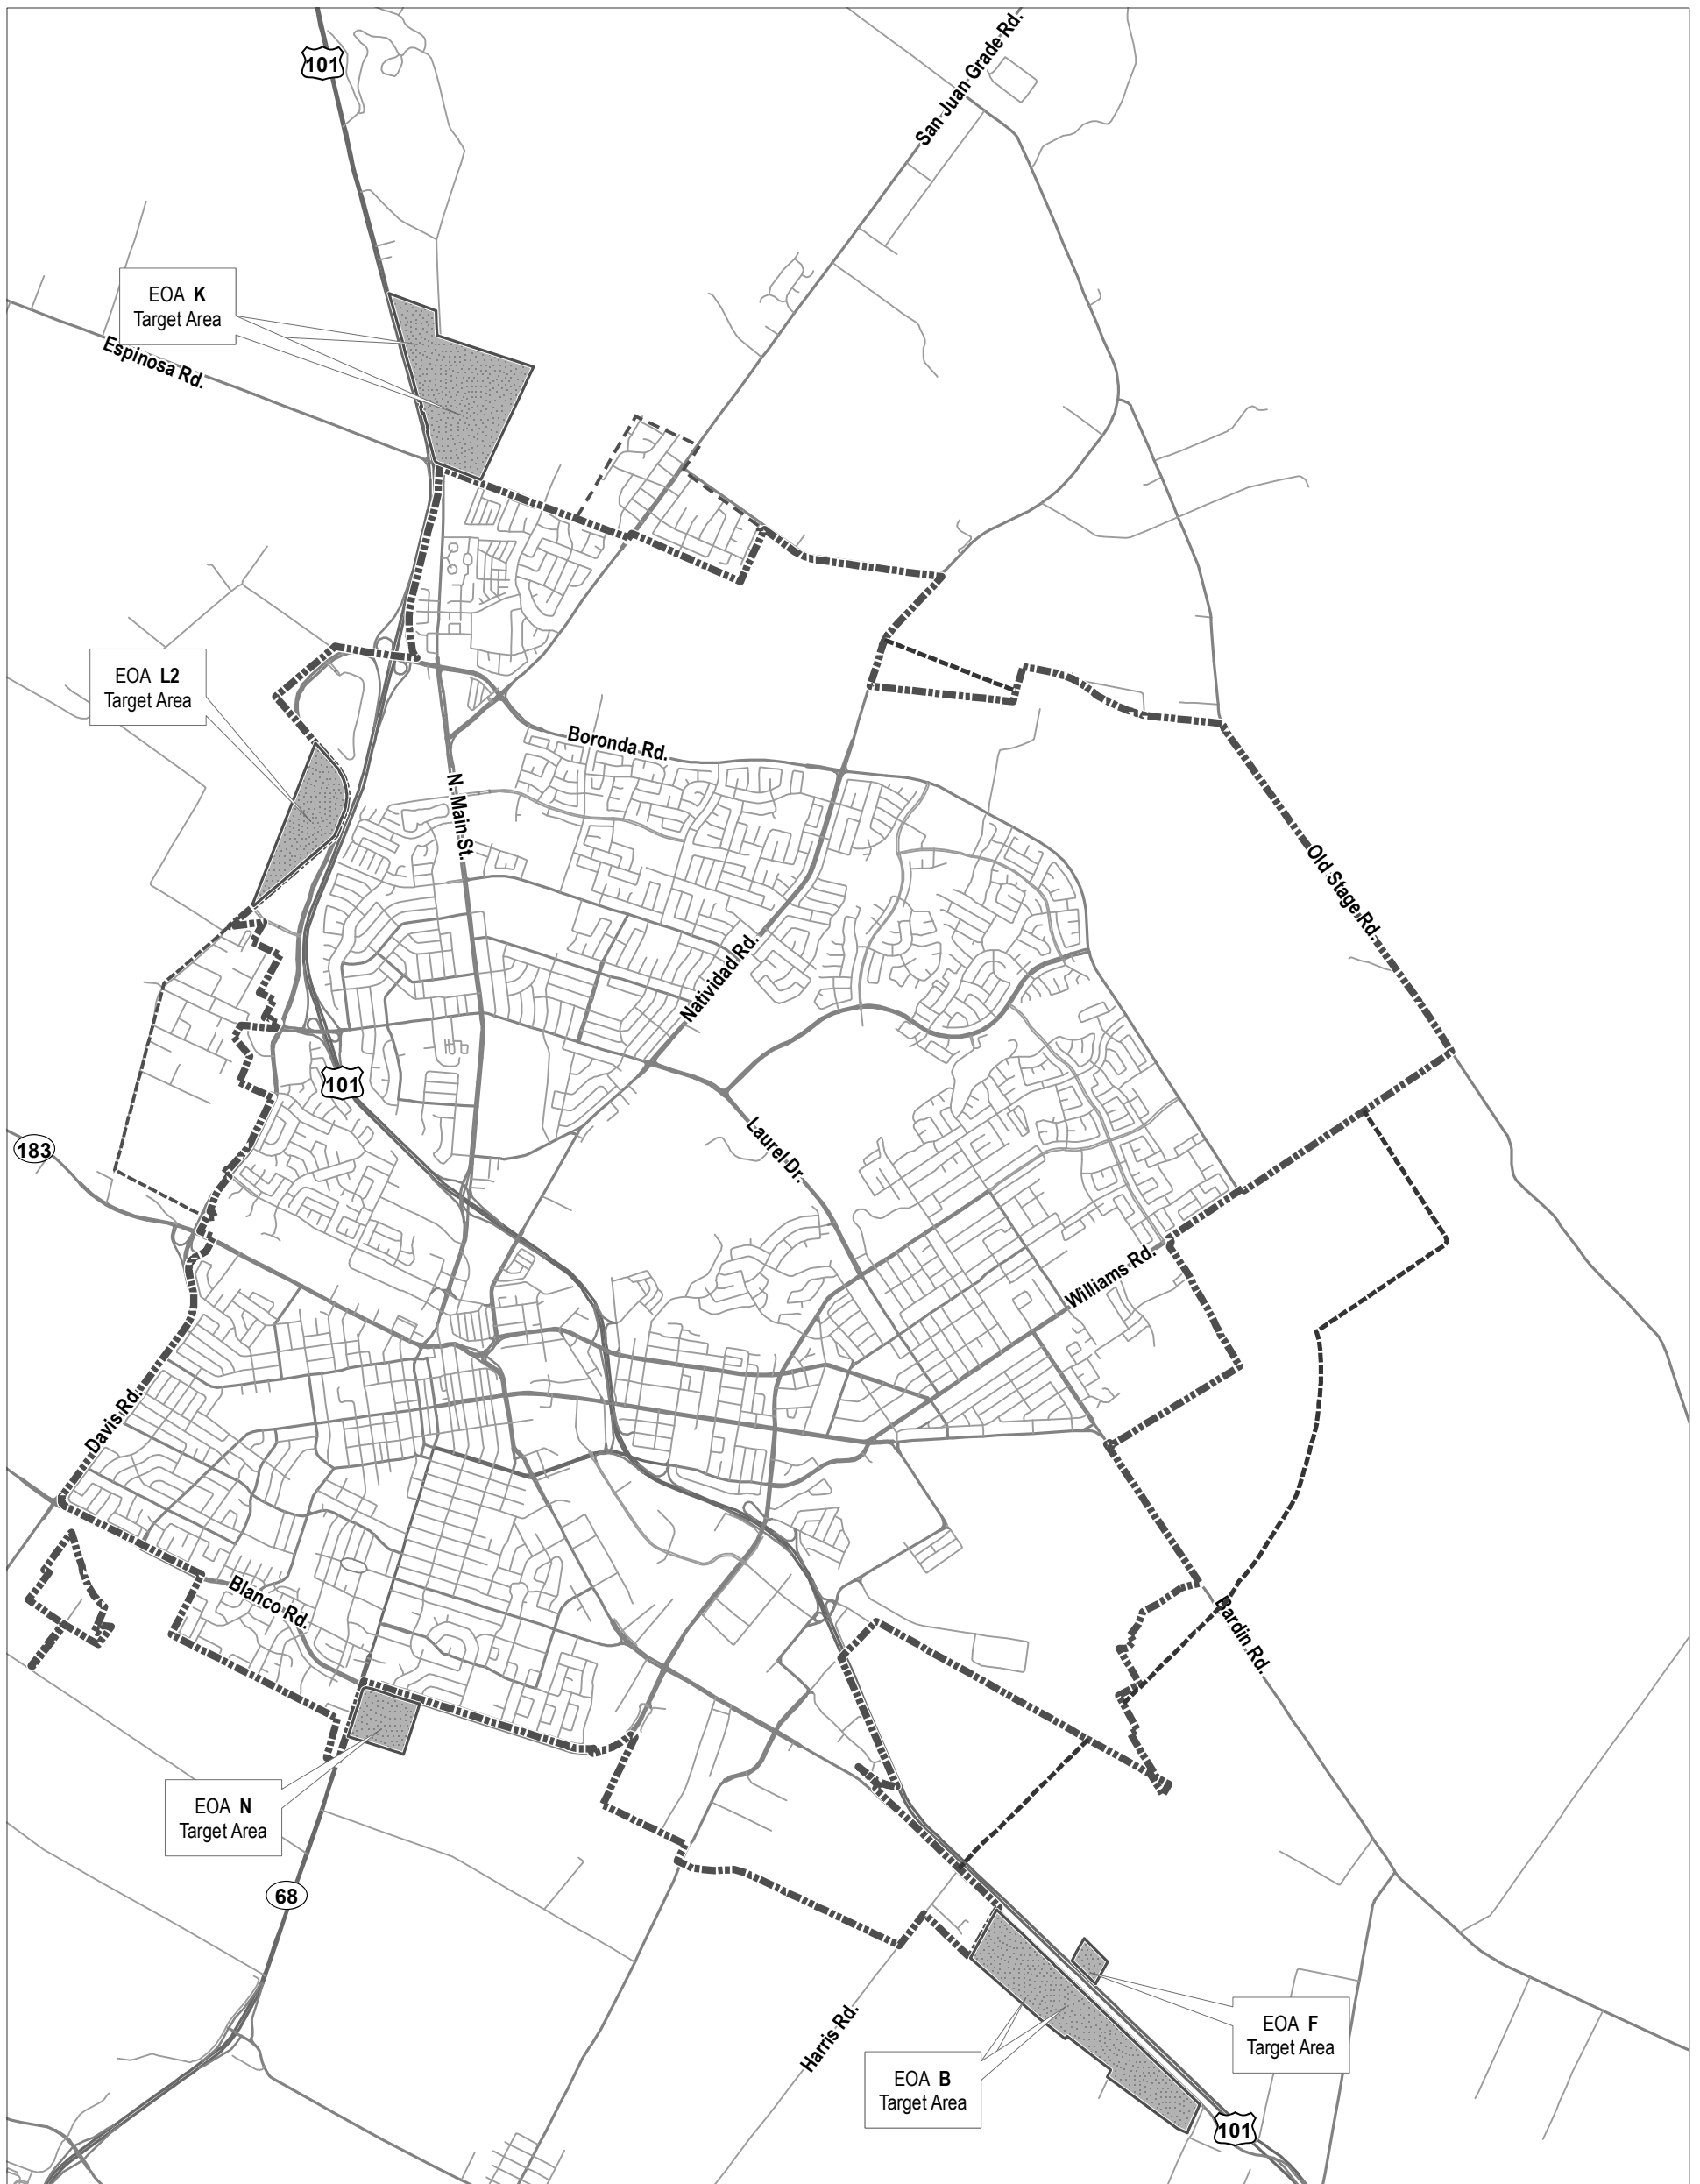 101
San Juan Grade Rd.
EOA K
Target Area
Espinosa Rd.
EOA L2
Target Area
Boronda Rd.
N. Main St.
Old Stage Rd.
Natividad Rd.
101
183
Laurel Dr.
Williams Rd.
Davis Rd.
Blanco Rd.
Bardin Rd.
EOA N
Target Area
68
Harris Rd.
EOA F
Target Area
EOA B
Target Area
101